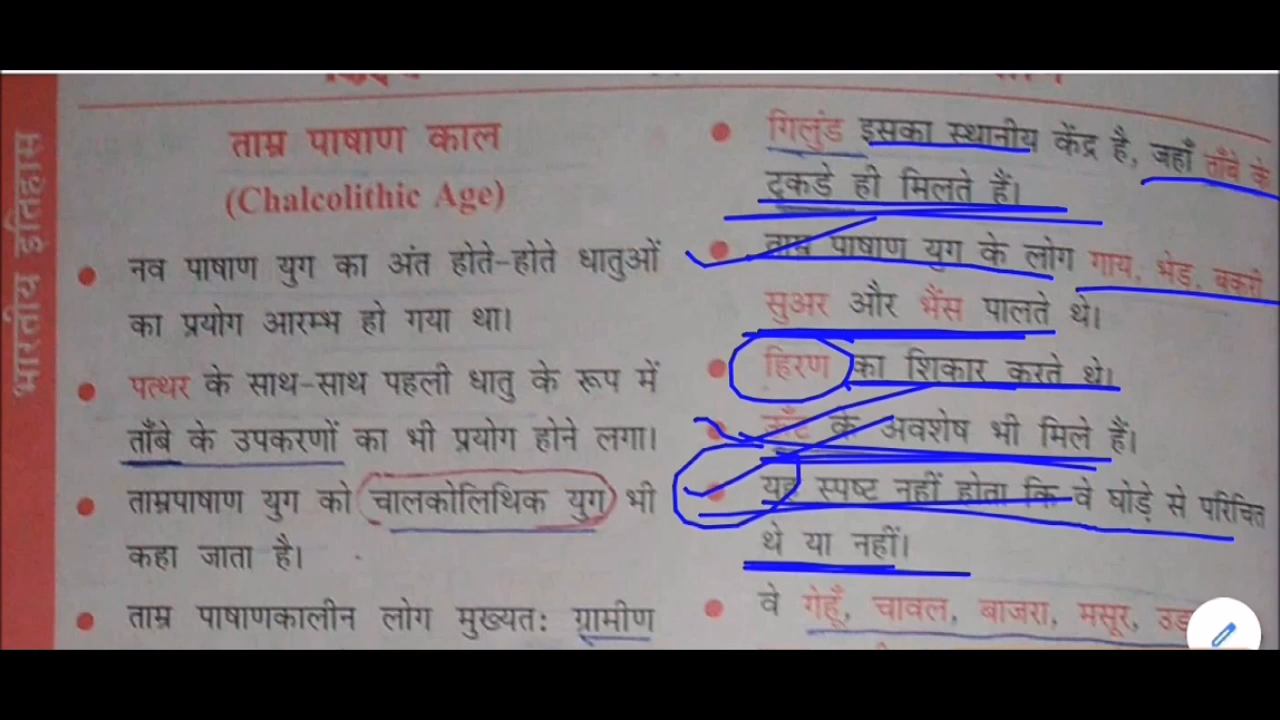 भारतीय इतिहास
ताम्र पाषाण काल
(Chalcolithic Age)
नव पाषाण युग का अंत होते-होते धातुओं
का प्रयोग आरम्भ हो गया था।
पत्थर के साथ-साथ पहली धातु के रूप में
ताँबे के उपकरणों का भी प्रयोग होने लगा।
ताम्रपाषाण युग को चालकोलिथिक युग भी
कहा जाता है।
ताम्र पाषाणकालीन लोग मुख्यत: ग्रामीण
गिलुंड इसका स्थानीय केंद्र है, जहाँ ताँबे के
टुकडे ही मिलते हैं।
ताम्र पाषाण युग के लोग गाय, भेड़, बकरी
सुअर और भैंस पालते थे।
हिरण का शिकार करते थे।
ऊँट के अवशेष भी मिले हैं।
यह स्पष्ट नहीं होता कि वे घोड़े से परिचित
थे या नहीं।
वे गेहूँ, चावल, बाजरा, मसूर,